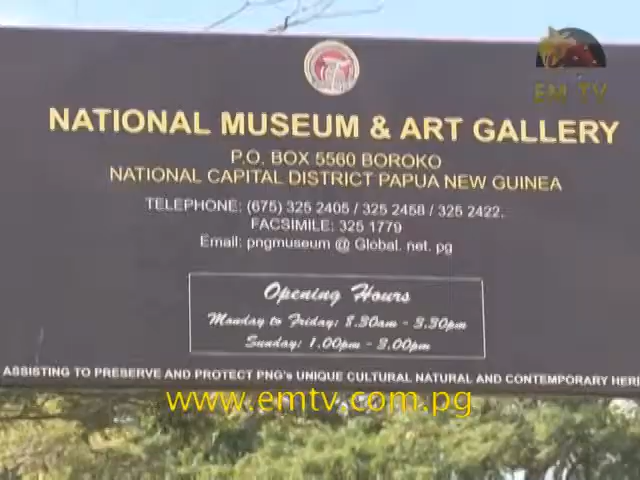 EM TV
NATIONAL MUSEUM & ART GALLERY
P.O. BOX 5560 BOROKO
NATIONAL CAPITAL DISTRICT PAPUA NEW GUINEA
TELEPHONE: (675) 325 2405 / 325 2458 / 325 2422.
FACSIMILE: 325 1779
Email: pngmuseum @ Global. net. pg
Opening Hours
Monday to Friday: 8.30am - 3.30pm
Sunday: 1.00pm - 3.00pm
ASSISTING TO PRESERVE AND PROTECT PNG's UNIQUE CULTURAL NATURAL AND CONTEMPORARY HERI
www.emtv.com.pg